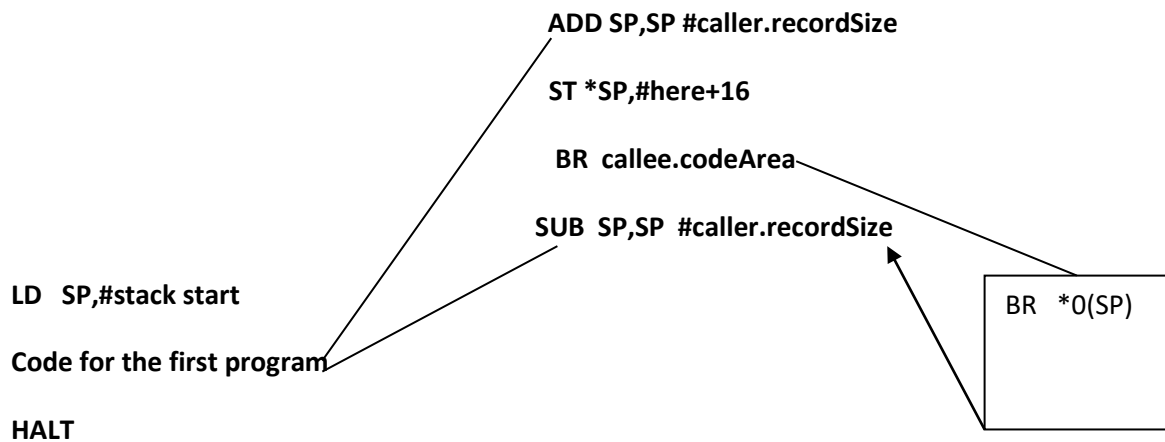 ADD SP,SP #caller.recordSize
ST *SP,#here+16
BR callee.codeArea
SUB SP,SP #caller.recordSize
LD SP,#stack start
BR *0(SP)
Code for the first program
HALT